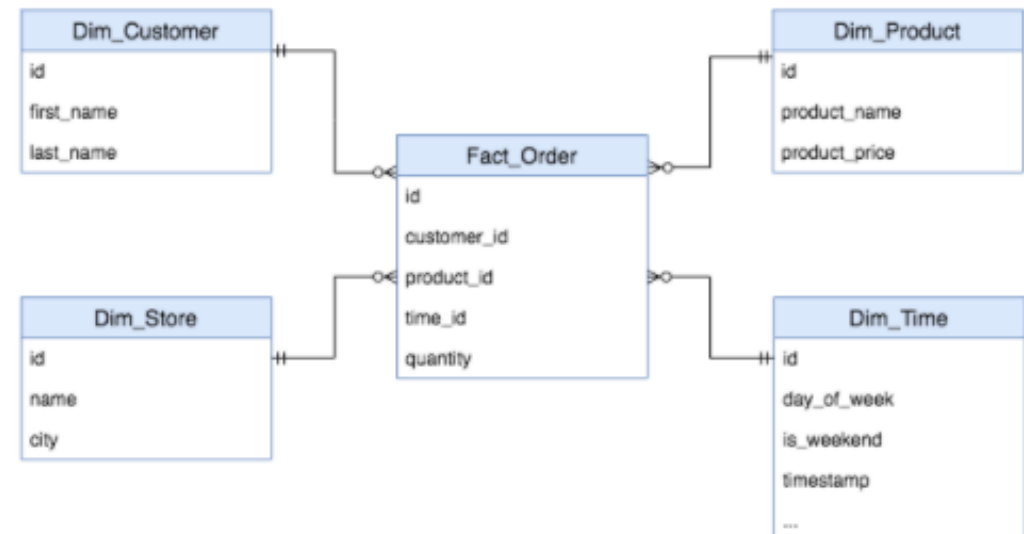 Dim_Customer
id
first_name
last_name
Dim_Product
id
product_name
product_price
Fact_Order
id
customer_id
product_id
time_id
quantity
Dim_Store
id
name
city
Dim_Time
id
day_of_week
is_weekend
timestamp
...